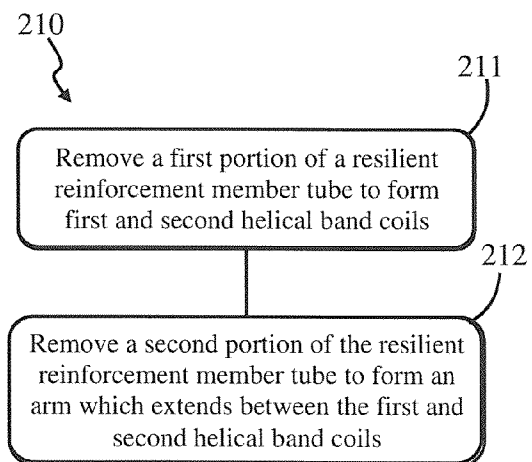 210
211
Remove a first portion of a resilient
reinforcement member tube to form
first and second helical band coils
212
Remove a second portion of the resilient
reinforcement member tube to form an
arm which extends between the first and
second helical band coils